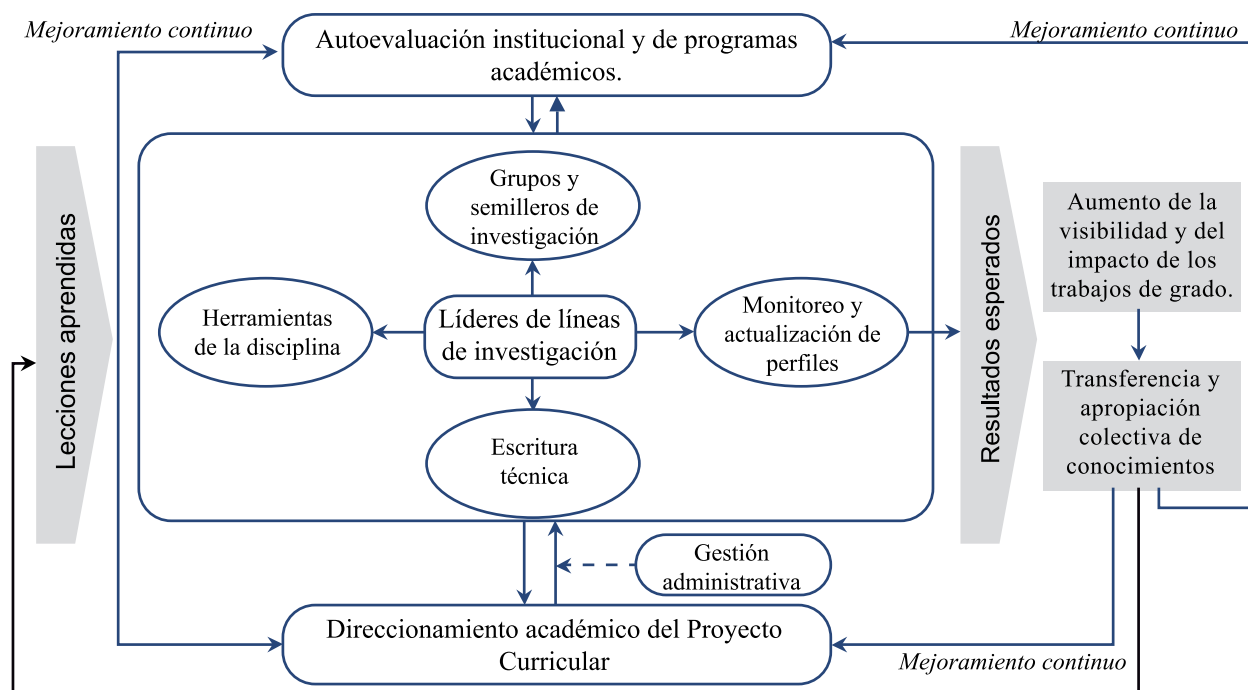 Mejoramiento continuo
Autoevaluación institucional y de programas
académicos.
Mejoramiento continuo
Lecciones aprendidas
Grupos y
semilleros de
investigación
Herramientas
de la disciplina
Líderes de líneas
de investigación
Monitoreo y
actualización de
perfiles
Escritura
técnica
Resultados esperados
Aumento de la
visibilidad y del
impacto de los
trabajos de grado.
Transferencia y
apropiación
colectiva de
conocimientos
Gestión
administrativa
Direccionamiento académico del Proyecto
Curricular
Mejoramiento continuo